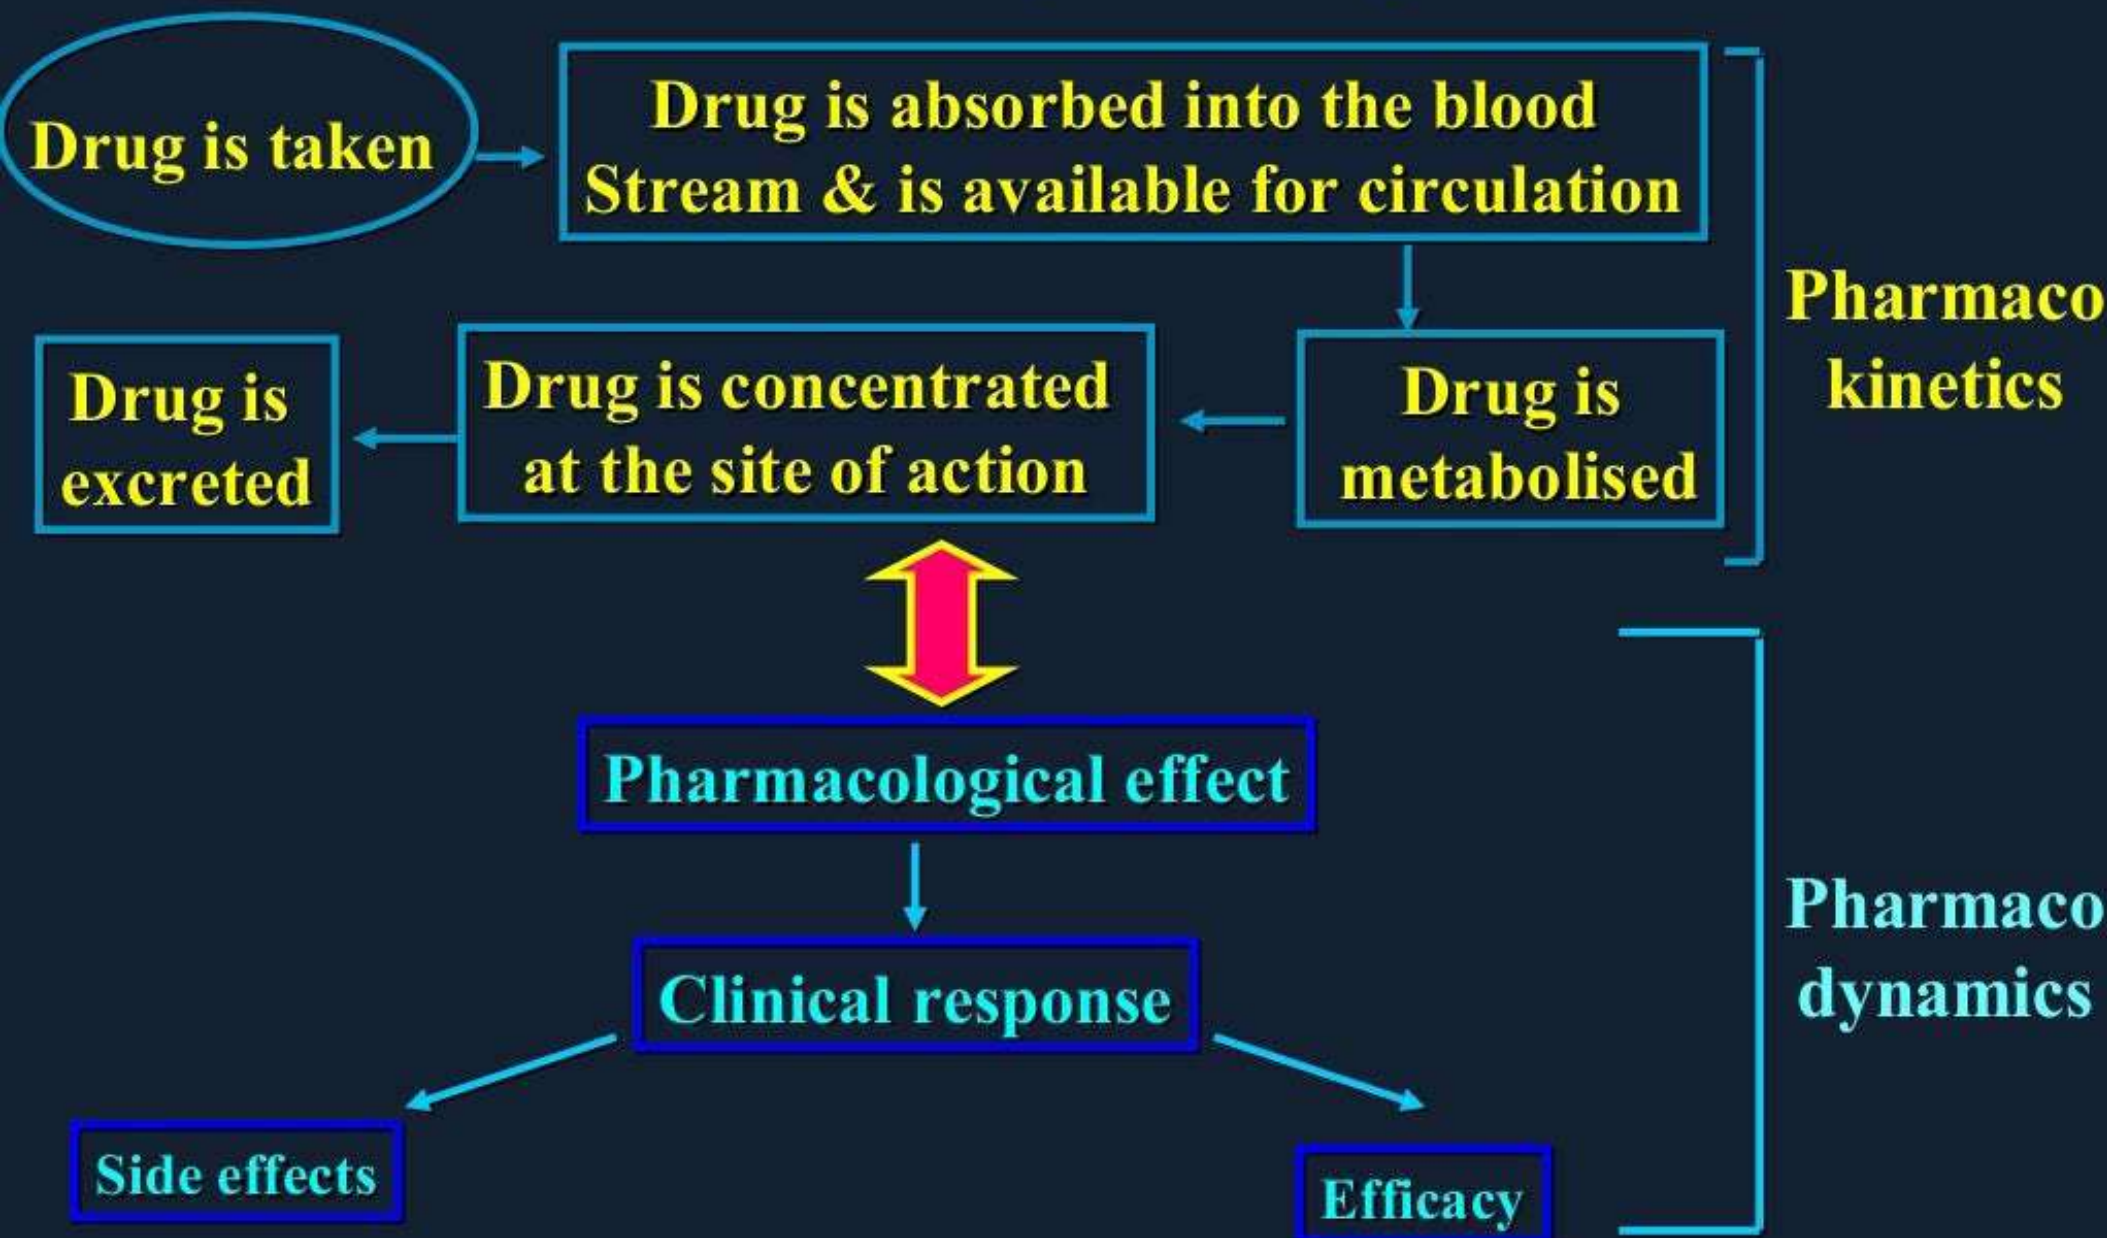 Drug is taken
Drug is absorbed into the blood
Stream & is available for circulation
Pharmaco
kinetics
Drug is
excreted
Drug is concentrated
at the site of action
Drug is
metabolised
Pharmacological effect
Pharmaco
dynamics
Clinical response
Side effects
Efficacy